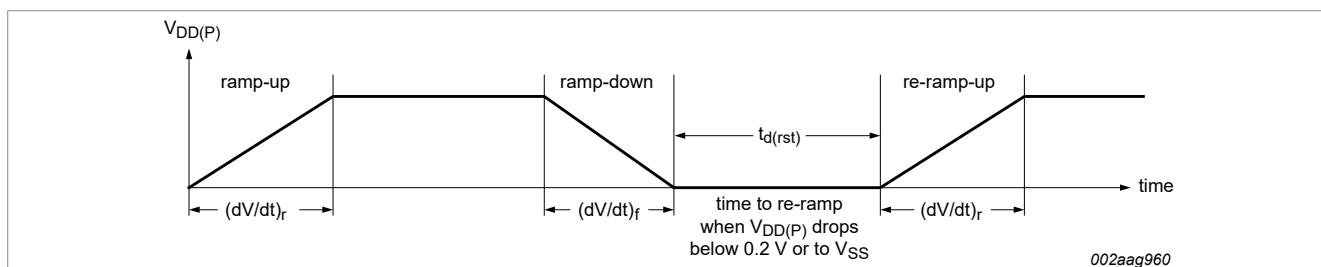 VDD(P)
ramp-up
ramp-down
re-ramp-up
td(rst)
time
(dV/dt)r
(dV/dt)f
time to re-ramp
when VDD(P) drops
below 0.2 V or to VSS
(dV/dt)r
002aag960